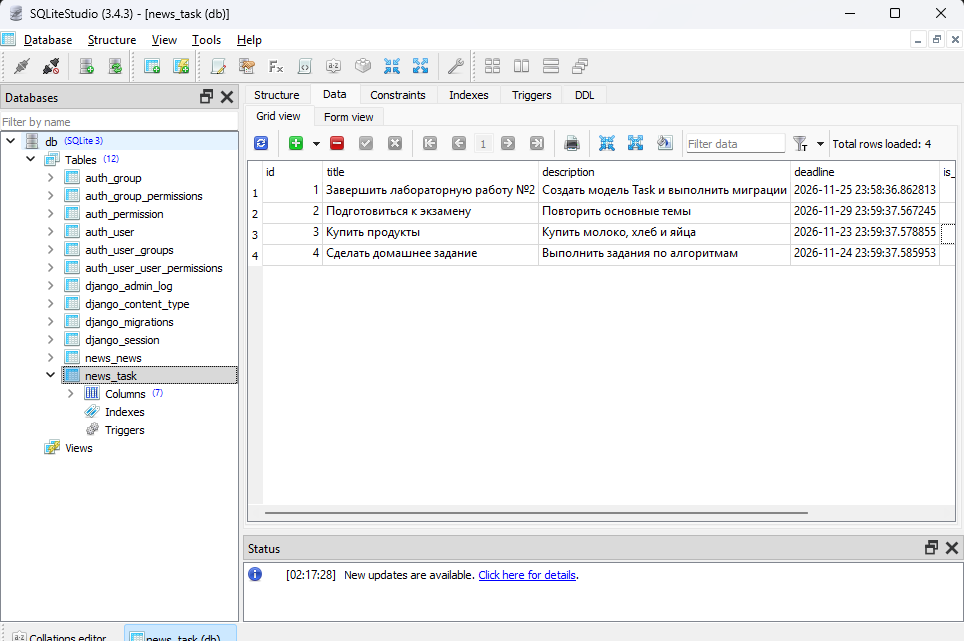 SQLiteStudio (3.4.3) - [news_task (db)]
Database Structure View Tools Help
Databases
Filter by name
db (SQLite 3)
Tables (12)
auth_group
auth_group_permissions
auth_permission
auth_user
auth_user_groups
auth_user_user_permissions
django_admin_log
django_content_type
django_migrations
django_session
news_news
news_task
Columns (7)
Indexes
Triggers
Views
Structure Data Constraints Indexes Triggers DDL
Grid view Form view
1 Filter data Total rows loaded: 4
id title description deadline is_
1 1 Завершить лабораторную работу №2 Создать модель Task и выполнить миграции 2026-11-25 23:58:36.862813
2 2 Подготовиться к экзамену Повторить основные темы 2026-11-29 23:59:37.567245
3 3 Купить продукты Купить молоко, хлеб и яйца 2026-11-23 23:59:37.578855
4 4 Сделать домашнее задание Выполнить задания по алгоритмам 2026-11-24 23:59:37.585953
Status
[02:17:28] New updates are available. Click here for details.
Collations editor news_task (db)